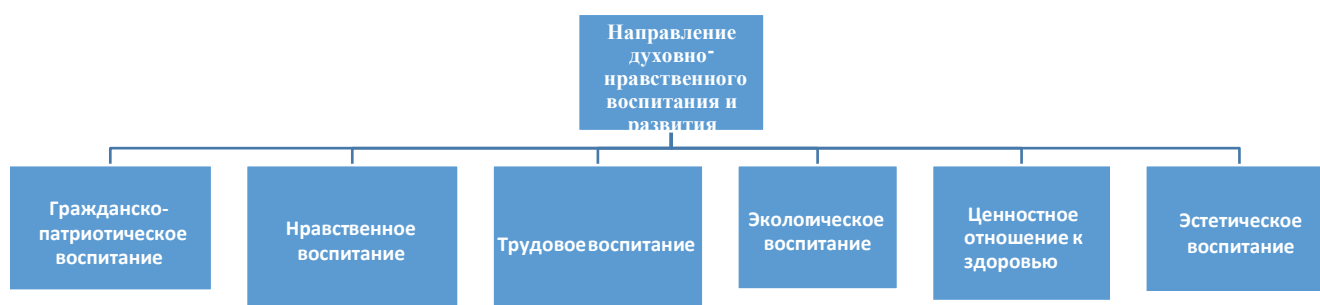 Направление
духовно-
нравственного
воспитания и
развития
Гражданско-
патриотическое
воспитание
Нравственное
воспитание
Трудовое воспитание
Экологическое
воспитание
Ценностное
отношение к
здоровью
Эстетическое
воспитание